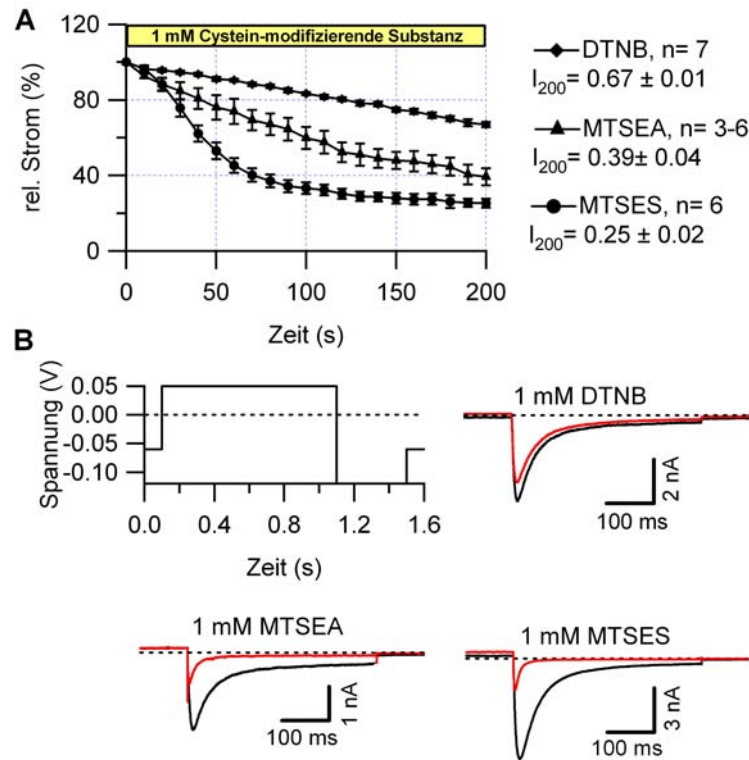 A
120
80
40
0
rel. Strom (%)
1 mM Cystein-modifizierende Substanz
0 50 100 150 200
Zeit (s)
DTNB, n= 7
I200= 0.67 ± 0.01
MTSEA, n= 3-6
I200= 0.39± 0.04
MTSES, n= 6
I200= 0.25 ± 0.02
B
Spannung (V)
0.05
0.00
-0.05
-0.10
0.0 0.4 0.8 1.2 1.6
Zeit (s)
1 mM DTNB
2 nA
100 ms
1 mM MTSEA
1 nA
100 ms
1 mM MTSES
3 nA
100 ms